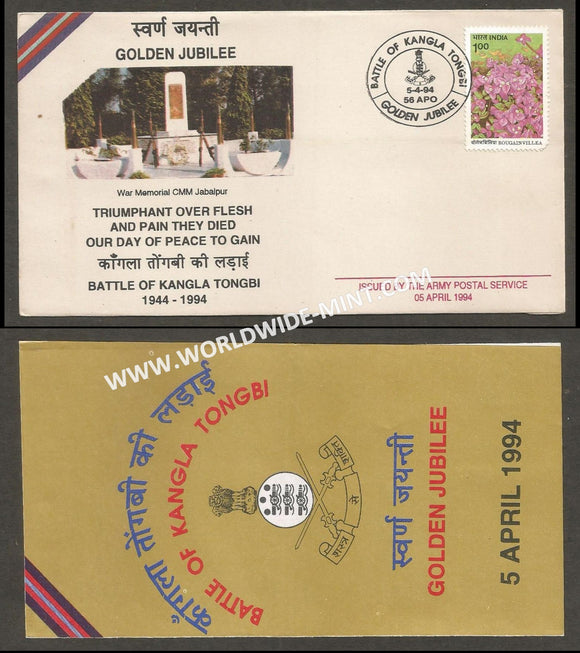 स्वर्ण जयन्ती
GOLDEN JUBILEE
War Memorial CMM Jabalpur
TRIUMPHANT OVER FLESH
AND PAIN THEY DIED
OUR DAY OF PEACE TO GAIN
काँगला तोंगबी की लड़ाई
BATTLE OF KANGLA TONGBI
1944 - 1994
BATTLE OF KANGLA TONGBI
5-4-94
56 APO
GOLDEN JUBILEE
भारत INDIA
1.00
BOUGAINVILLEA
ISSUED BY THE ARMY POSTAL SERVICE
05 APRIL 1994
www.WORLDWIDE-MINT.COM
काँगला तोंगबी की लड़ाई
BATTLE OF KANGLA TONGBI
शस्त्र से शक्ति
स्वर्ण जयन्ती
GOLDEN JUBILEE
5 APRIL 1994